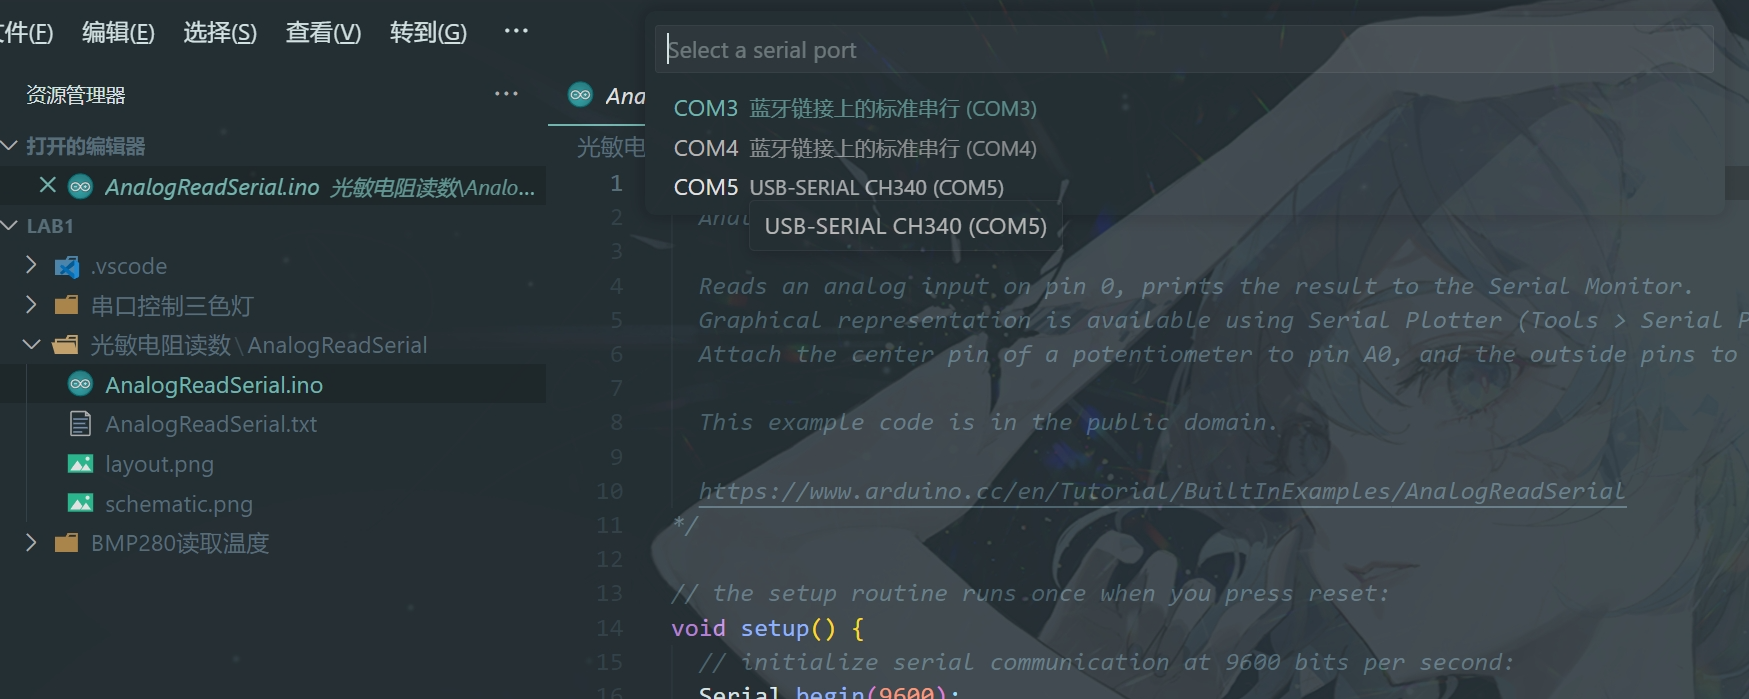 件(F) 编辑(E) 选择(S) 查看(V) 转到(G) ···
Select a serial port
资源管理器 ···
COM3 蓝牙链接上的标准串行 (COM3)
COM4 蓝牙链接上的标准串行 (COM4)
COM5 USB-SERIAL CH340 (COM5)
USB-SERIAL CH340 (COM5)
打开的编辑器
AnalogReadSerial.ino 光敏电阻读数\Analo...
LAB1
.vscode
串口控制三色灯
光敏电阻读数\AnalogReadSerial
AnalogReadSerial.ino
AnalogReadSerial.txt
layout.png
schematic.png
BMP280读取温度
Ana
光敏电
1
2 Anal
3
4 Reads an analog input on pin 0, prints the result to the Serial Monitor.
5 Graphical representation is available using Serial Plotter (Tools > Serial P
6 Attach the center pin of a potentiometer to pin A0, and the outside pins to
7
8 This example code is in the public domain.
9
10 https://www.arduino.cc/en/Tutorial/BuiltInExamples/AnalogReadSerial
11 */
12
13 // the setup routine runs once when you press reset:
14 void setup() {
15 // initialize serial communication at 9600 bits per second:
16 Serial.begin(9600);